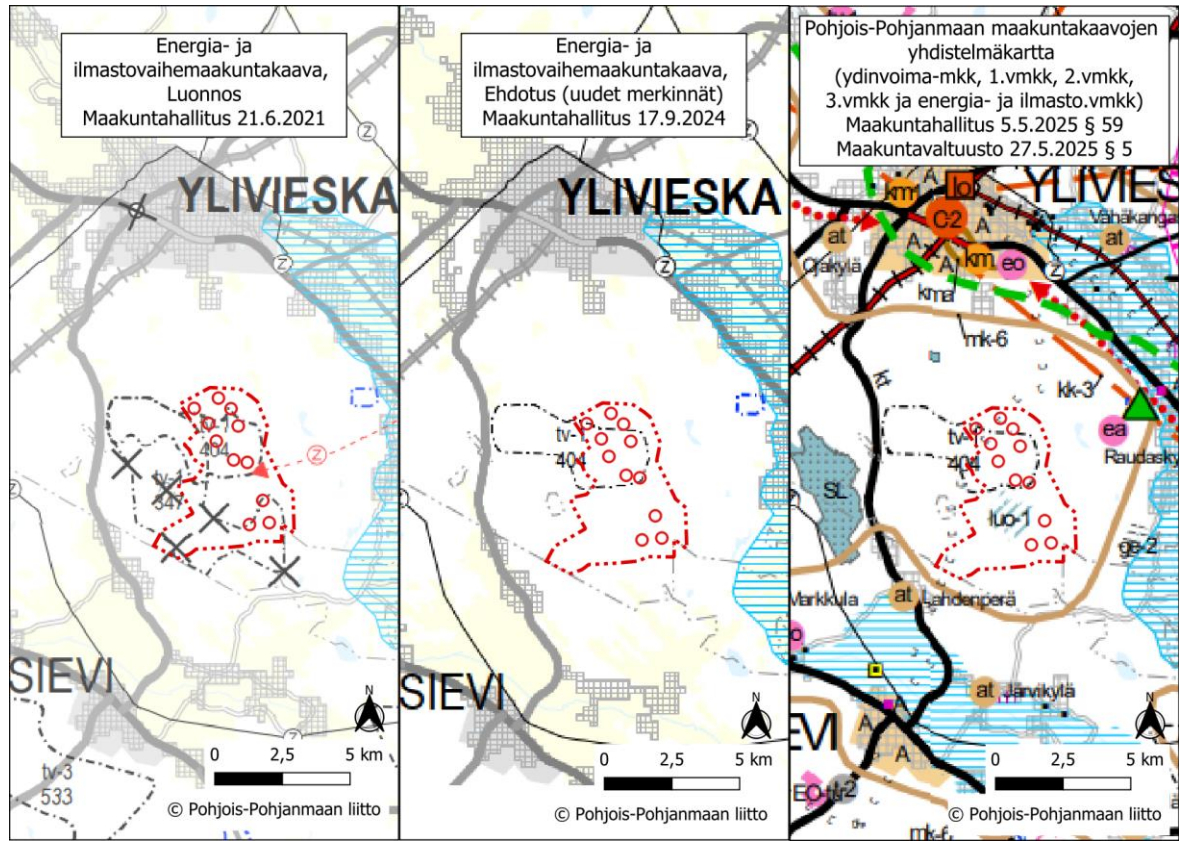 Energia- ja
ilmastovaihemaakuntakaava,
Luonnos
Maakuntahallitus 21.6.2021
Z
YLIVIESKA
Z
Z
tv-1
404
Z
347
SIEVI
Z
tv-3
533
N
0 2,5 5 km
© Pohjois-Pohjanmaan liitto
Energia- ja
ilmastovaihemaakuntakaava,
Ehdotus (uudet merkinnät)
Maakuntahallitus 17.9.2024
Z
YLIVIESKA
Z
tv-1
404
SIEVI
N
0 2,5 5 km
© Pohjois-Pohjanmaan liitto
Pohjois-Pohjanmaan maakuntakaavojen
yhdistelmäkartta
(ydinvoima-mkk, 1.vmkk, 2.vmkk,
3.vmkk ja energia- ja ilmasto.vmkk)
Maakuntahallitus 5.5.2025 § 59
Maakuntavaltuusto 27.5.2025 § 5
A
YLIVIES
km
C-2
A
at
A
at
Vähäkanga
Ojakylä
A
km
eo
Z
kma
mk-6
kt
kk-3
ea
Raudasky
tv-1
404
SL
luo-1
ge-2
at
Lahdenperä
Markkula
at
Järvikylä
A
EVI
A
A
mk-6
N
0 2,5 5 km
© Pohjois-Pohjanmaan liitto